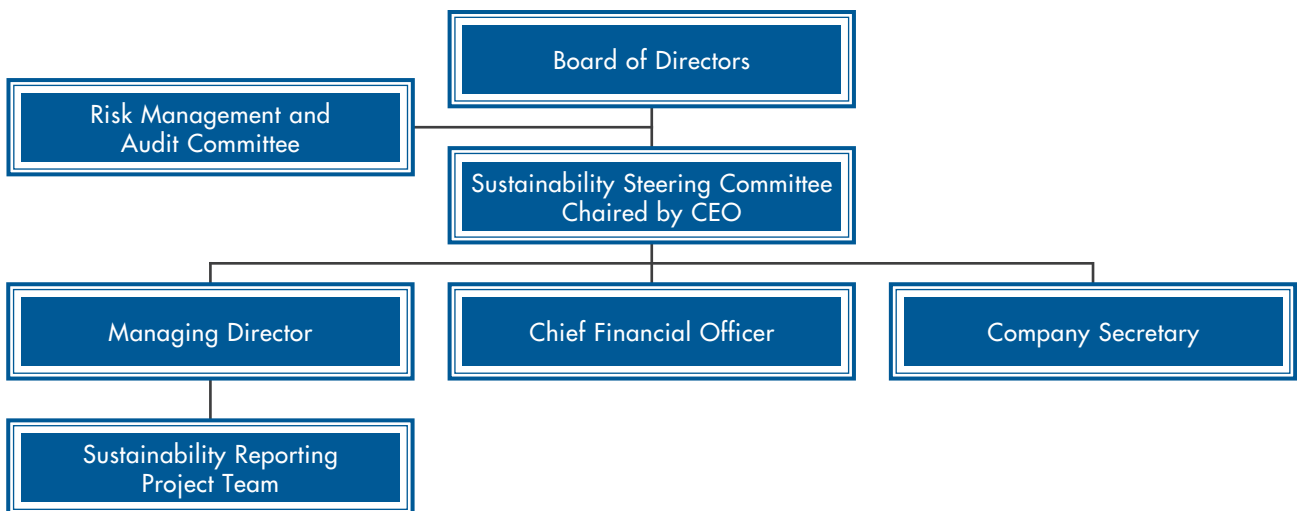 Board of Directors
Risk Management and
Audit Committee
Sustainability Steering Committee
Chaired by CEO
Managing Director
Chief Financial Officer
Company Secretary
Sustainability Reporting
Project Team